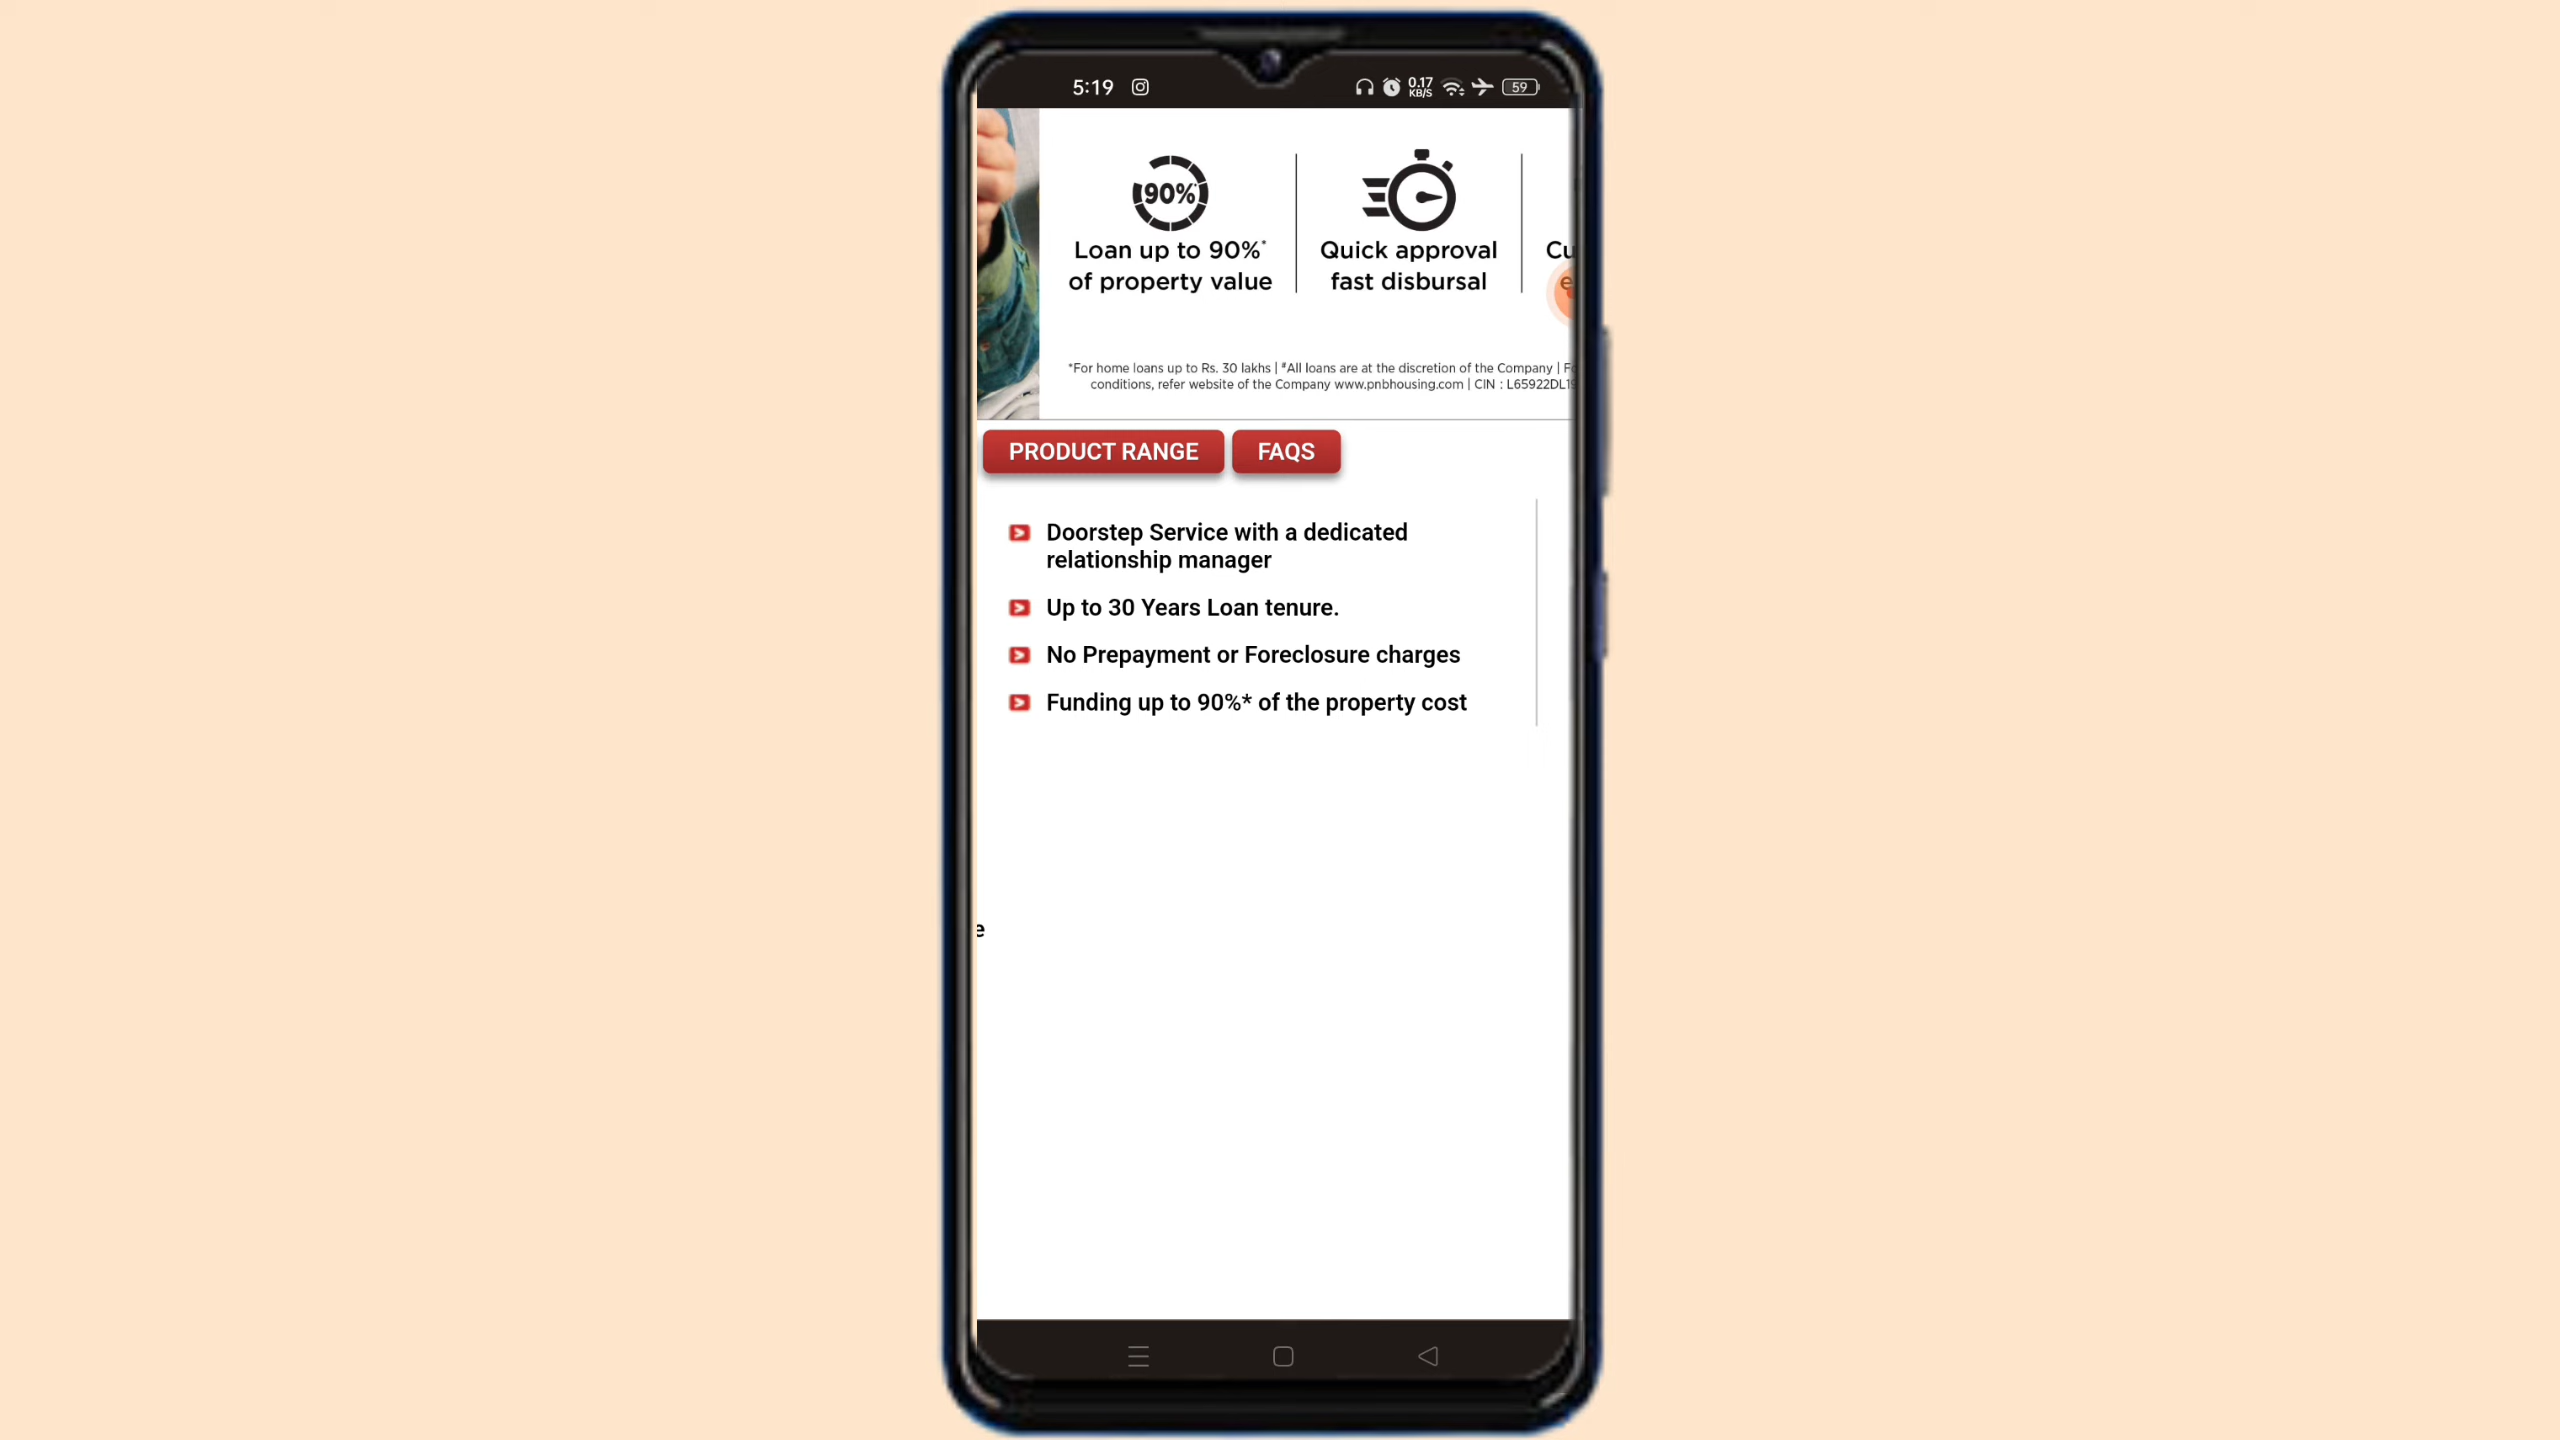 5:19
0.17
KB/S
59
90%
Loan up to 90%*
of property value
Quick approval
fast disbursal
Cu
e
*For home loans up to Rs. 30 lakhs | #All loans are at the discretion of the Company | Fo
conditions, refer website of the Company www.pnbhousing.com | CIN : L65922DL19
PRODUCT RANGE
FAQS
Doorstep Service with a dedicated
relationship manager
Up to 30 Years Loan tenure.
No Prepayment or Foreclosure charges
Funding up to 90%* of the property cost
e